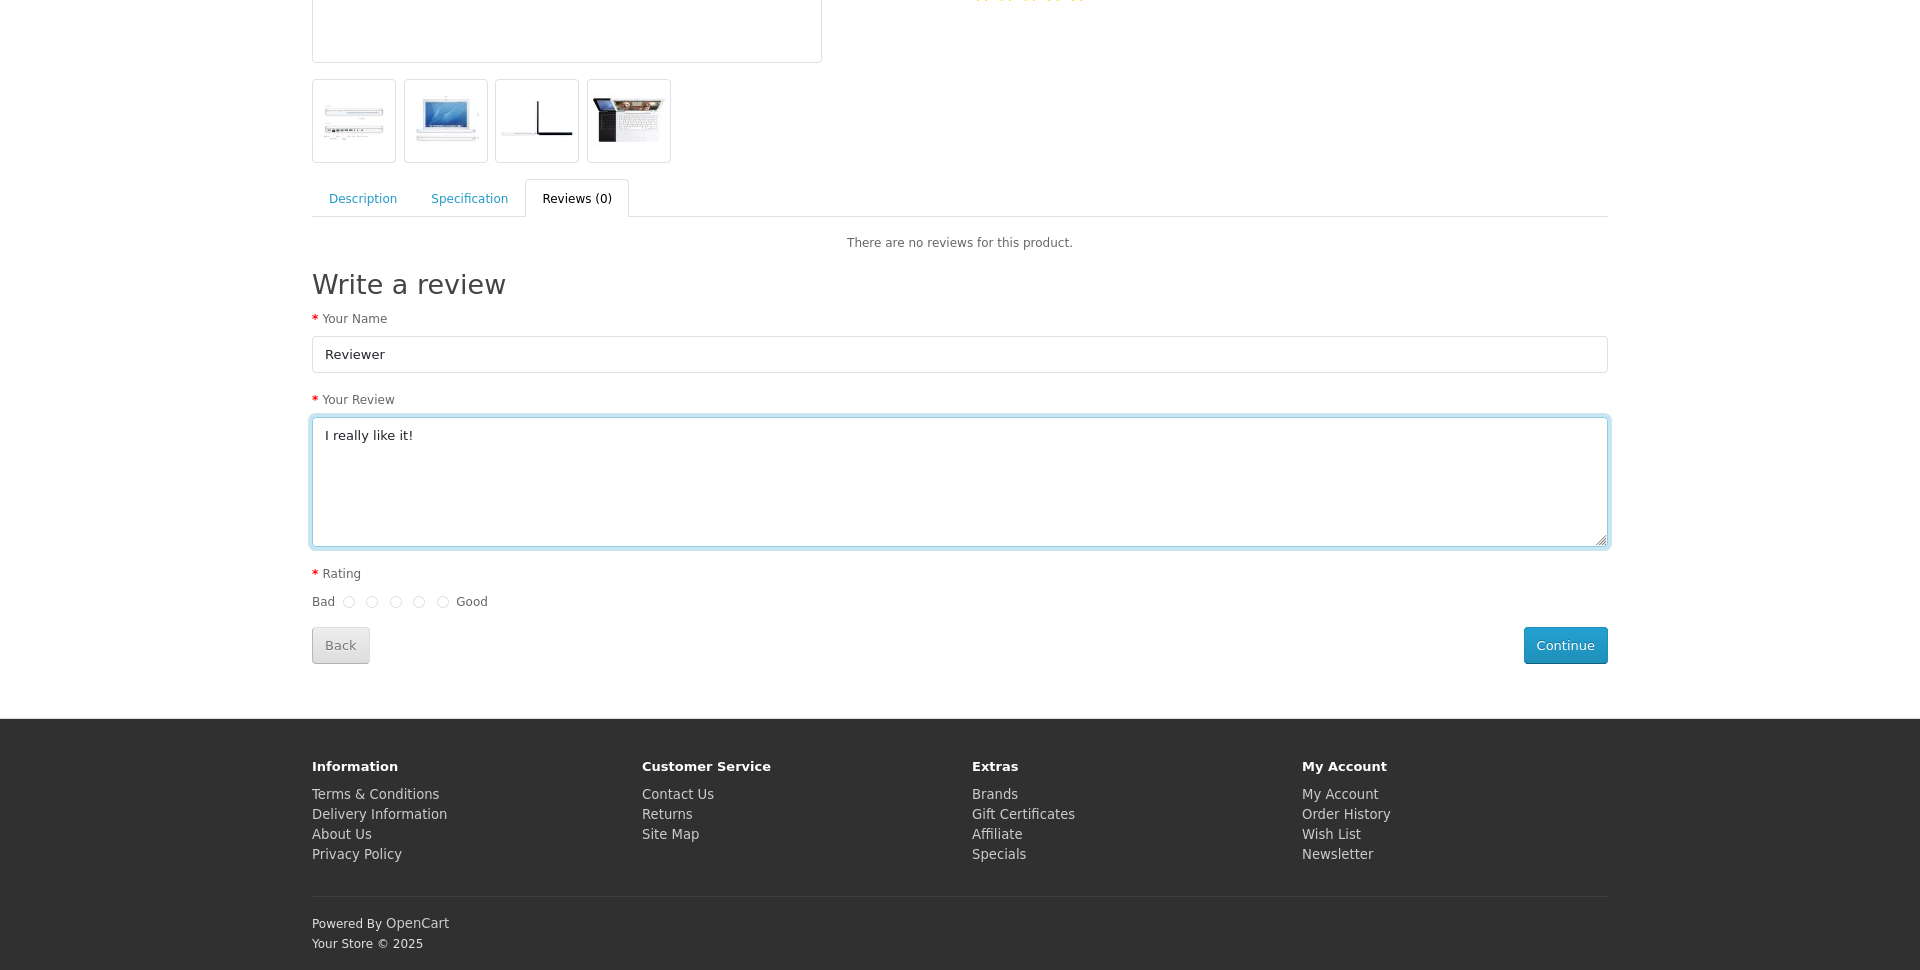 Description Specification Reviews (0)
There are no reviews for this product.
Write a review
* Your Name
Reviewer
* Your Review
I really like it!
* Rating
Bad Good
Back Continue
Information
Terms & Conditions
Delivery Information
About Us
Privacy Policy
Customer Service
Contact Us
Returns
Site Map
Extras
Brands
Gift Certificates
Affiliate
Specials
My Account
My Account
Order History
Wish List
Newsletter
Powered By OpenCart
Your Store © 2025